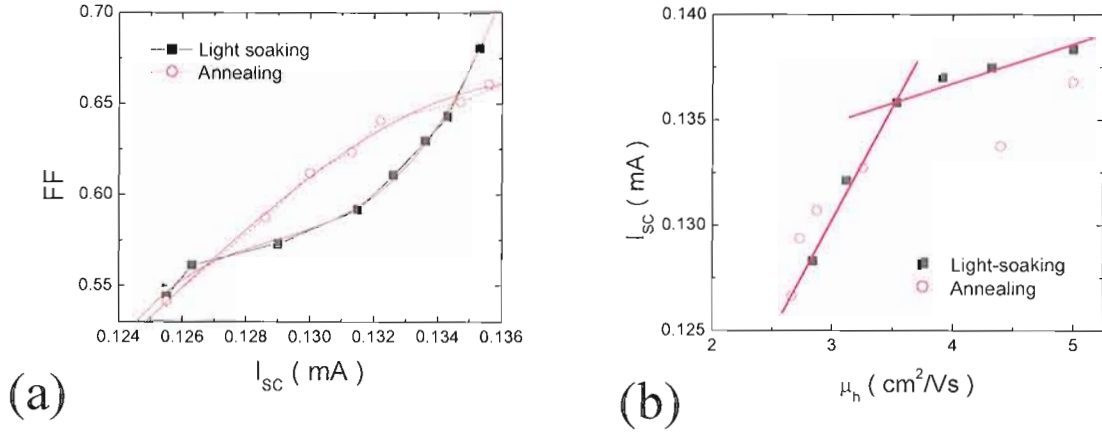 0.70
0.65
0.60
0.55
FF
Light soaking
Annealing
0.124 0.126 0.128 0.130 0.132 0.134 0.136
I_SC ( mA )
(a)
0.140
0.135
0.130
0.125
I_SC ( mA )
Light-soaking
Annealing
2 3 4 5
μ_h ( cm²/Vs )
(b)